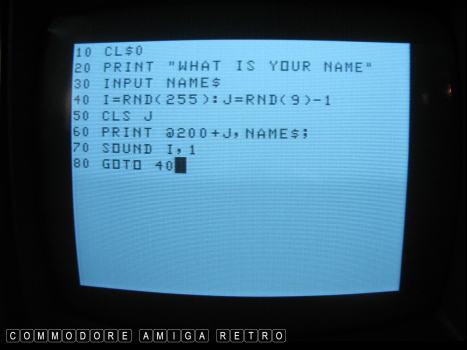 10 CLS0
20 PRINT "WHAT IS YOUR NAME"
30 INPUT NAME$
40 I=RND(255):J=RND(9)-1
50 CLS J
60 PRINT @200+J,NAME$;
70 SOUND I,1
80 GOTO 40
COMMODORE AMIGA RETRO